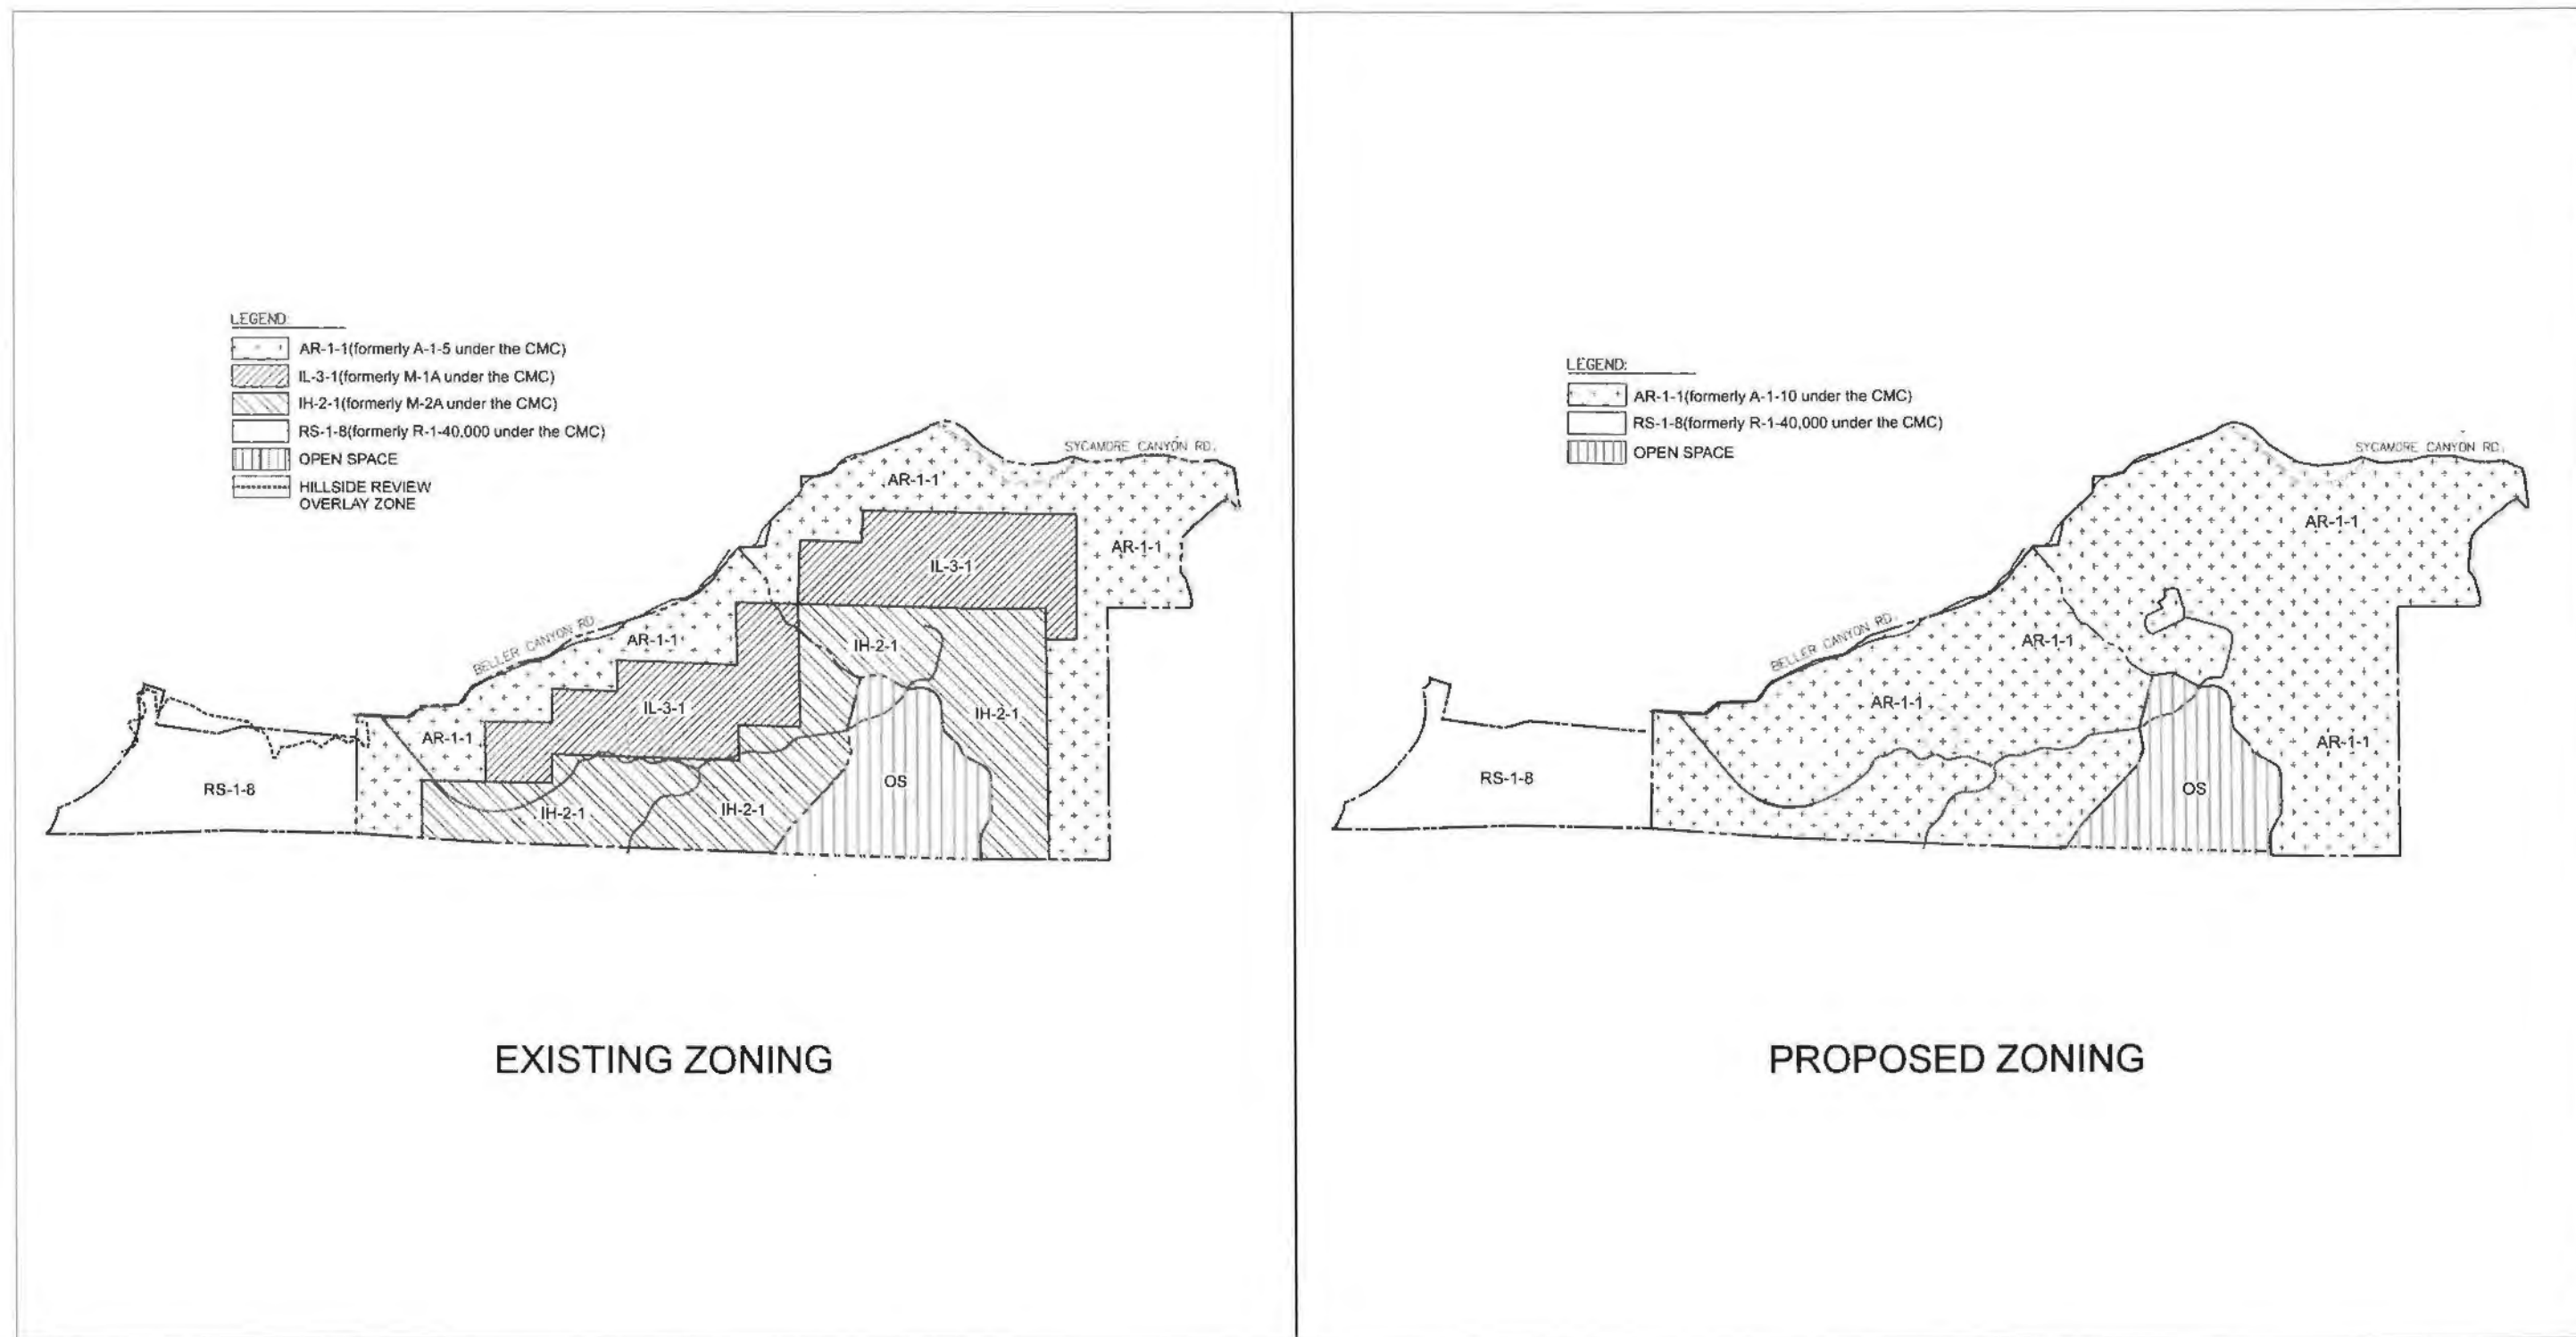 LEGEND:
AR-1-1(formerly A-1-5 under the CMC)
IL-3-1(formerly M-1A under the CMC)
IH-2-1(formerly M-2A under the CMC)
RS-1-8(formerly R-1-40,000 under the CMC)
OPEN SPACE
HILLSIDE REVIEW
OVERLAY ZONE
SYCAMORE CANYON RD.
AR-1-1
AR-1-1
IL-3-1
BELLER CANYON RD.
AR-1-1
IH-2-1
IL-3-1
IH-2-1
AR-1-1
OS
RS-1-8
IH-2-1
IH-2-1
EXISTING ZONING
LEGEND:
AR-1-1(formerly A-1-10 under the CMC)
RS-1-8(formerly R-1-40,000 under the CMC)
OPEN SPACE
SYCAMORE CANYON RD.
AR-1-1
BELLER CANYON RD.
AR-1-1
AR-1-1
AR-1-1
RS-1-8
OS
PROPOSED ZONING